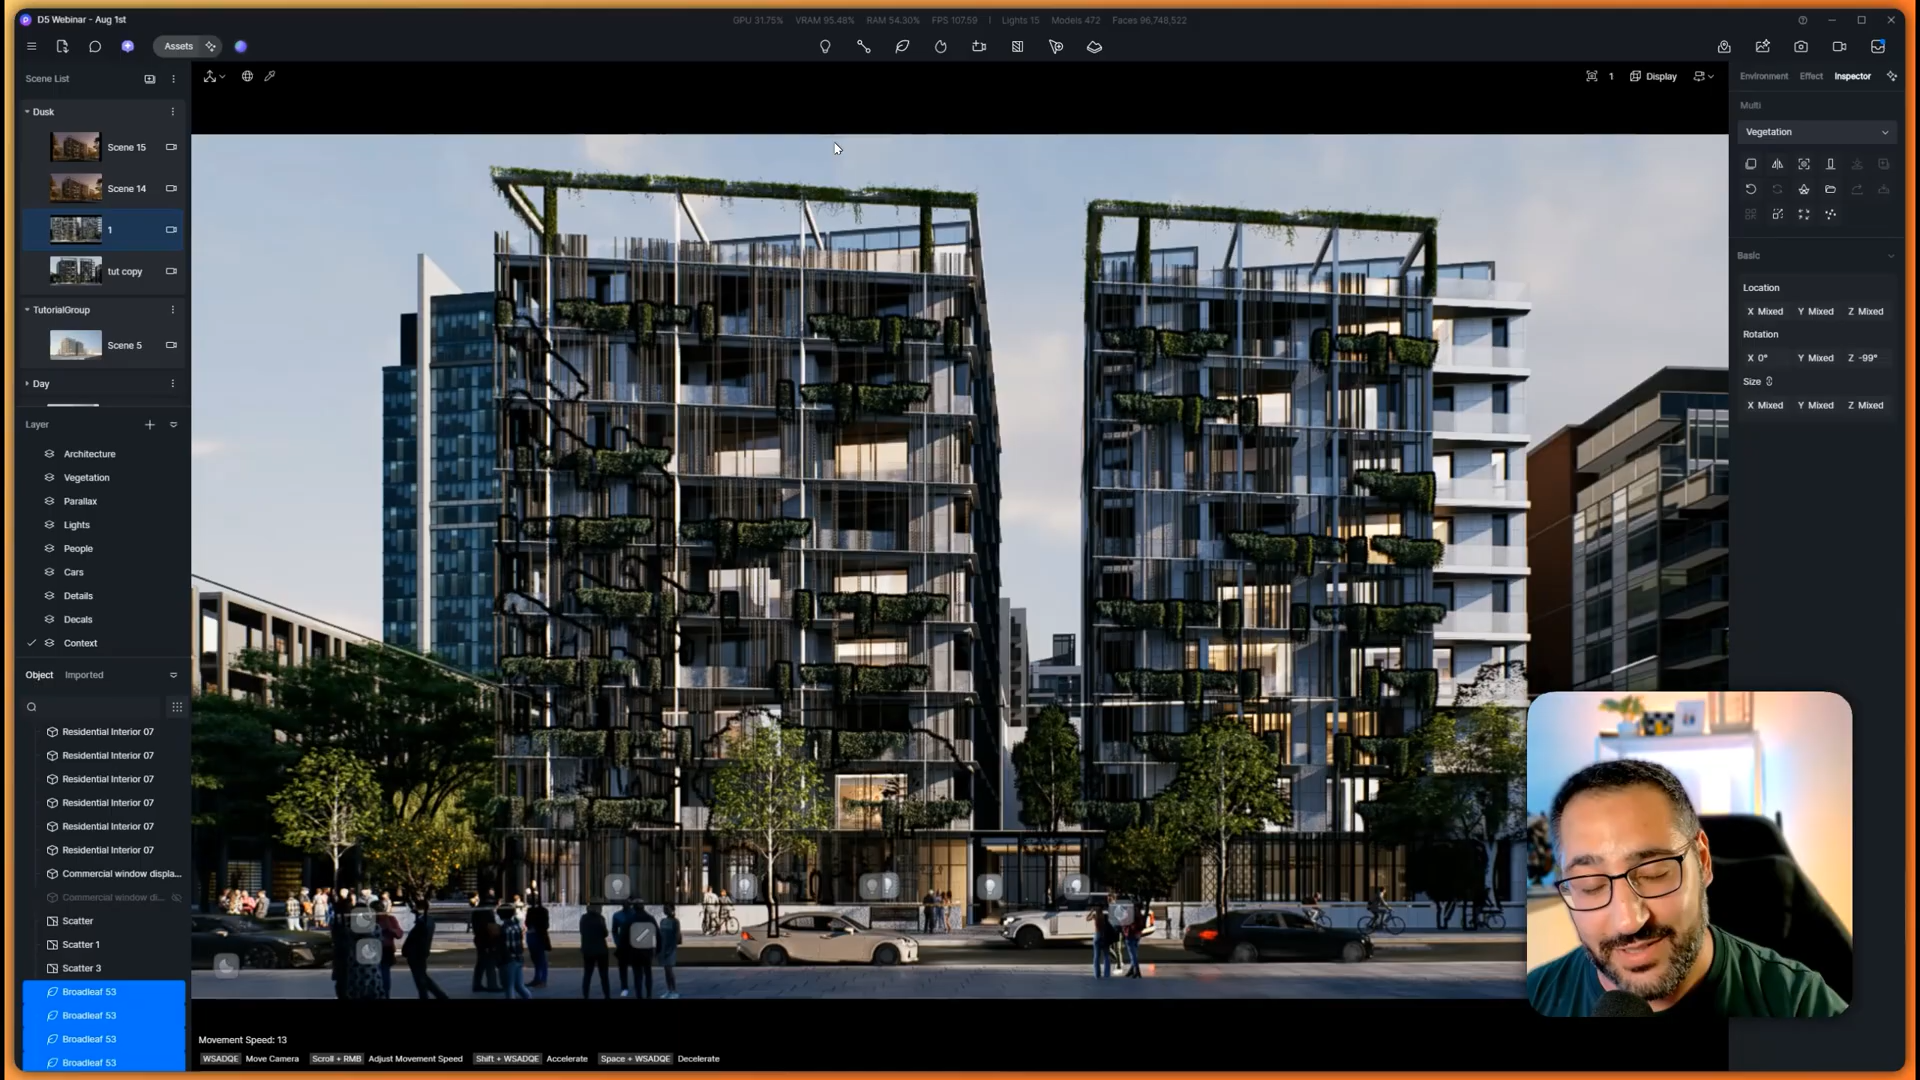 D5 Webinar - Aug 1st
GPU 31.75% VRAM 95.48% RAM 54.30% FPS 107.59 | Lights 15 Models 472 Faces 96,748,522
Assets
Scene List
1 Display
Environment Effect Inspector
Dusk
Scene 15
Scene 14
1
tut copy
TutorialGroup
Scene 5
Day
Multi
Vegetation
Basic
Location
X Mixed Y Mixed Z Mixed
Rotation
X 0° Y Mixed Z -99°
Size
X Mixed Y Mixed Z Mixed
Layer
Architecture
Vegetation
Parallax
Lights
People
Cars
Details
Decals
Context
Object Imported
Residential Interior 07
Residential Interior 07
Residential Interior 07
Residential Interior 07
Residential Interior 07
Residential Interior 07
Commercial window displa...
Commercial window di...
Scatter
Scatter 1
Scatter 3
Broadleaf 53
Broadleaf 53
Broadleaf 53
Broadleaf 53
Movement Speed: 13
WSADQE Move Camera Scroll + RMB Adjust Movement Speed Shift + WSADQE Accelerate Space + WSADQE Decelerate